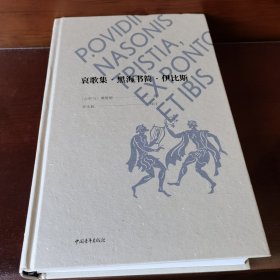 P.OVIDII
NASONIS
TRISTIA.
EX PONTO
ET IBIS
哀歌集·黑海书简·伊比斯
中国青年出版社